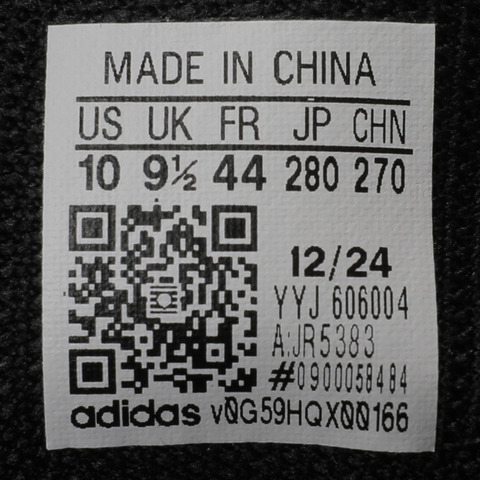 MADE IN CHINA
US UK FR JP CHN
10 9½ 44 280 270
12/24
YYJ 606004
A:JR5383
#0900058484
adidas v0G59HQX00166